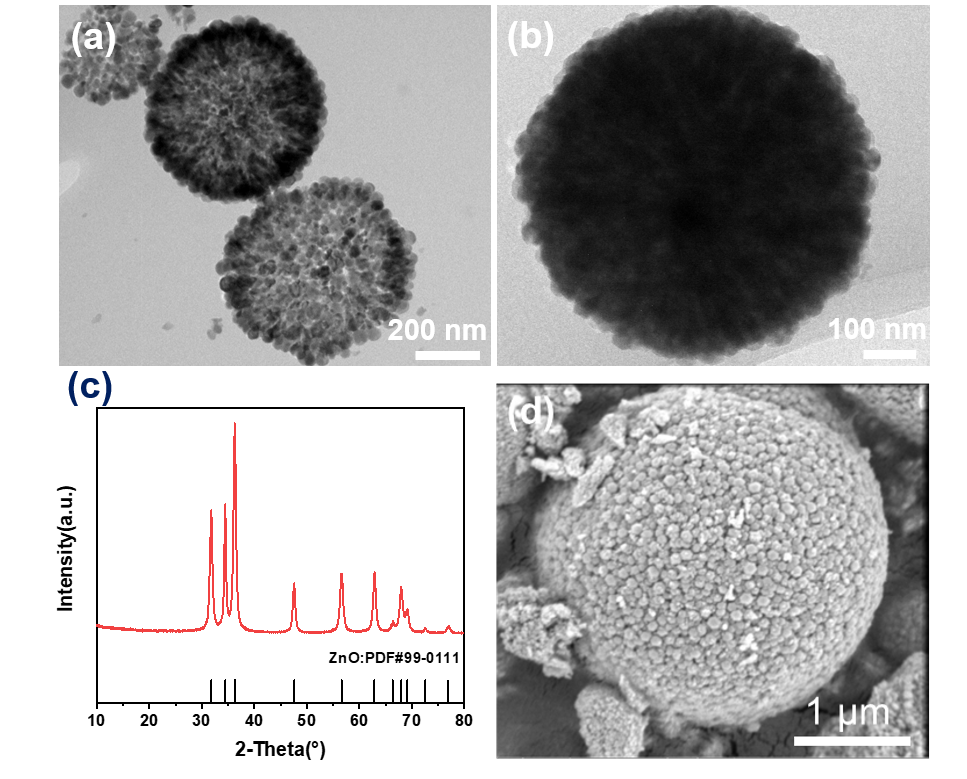 (a)
200 nm
(b)
100 nm
(c)
Intensity(a.u.)
ZnO:PDF#99-0111
10 20 30 40 50 60 70 80
2-Theta(°)
(d)
1 μm